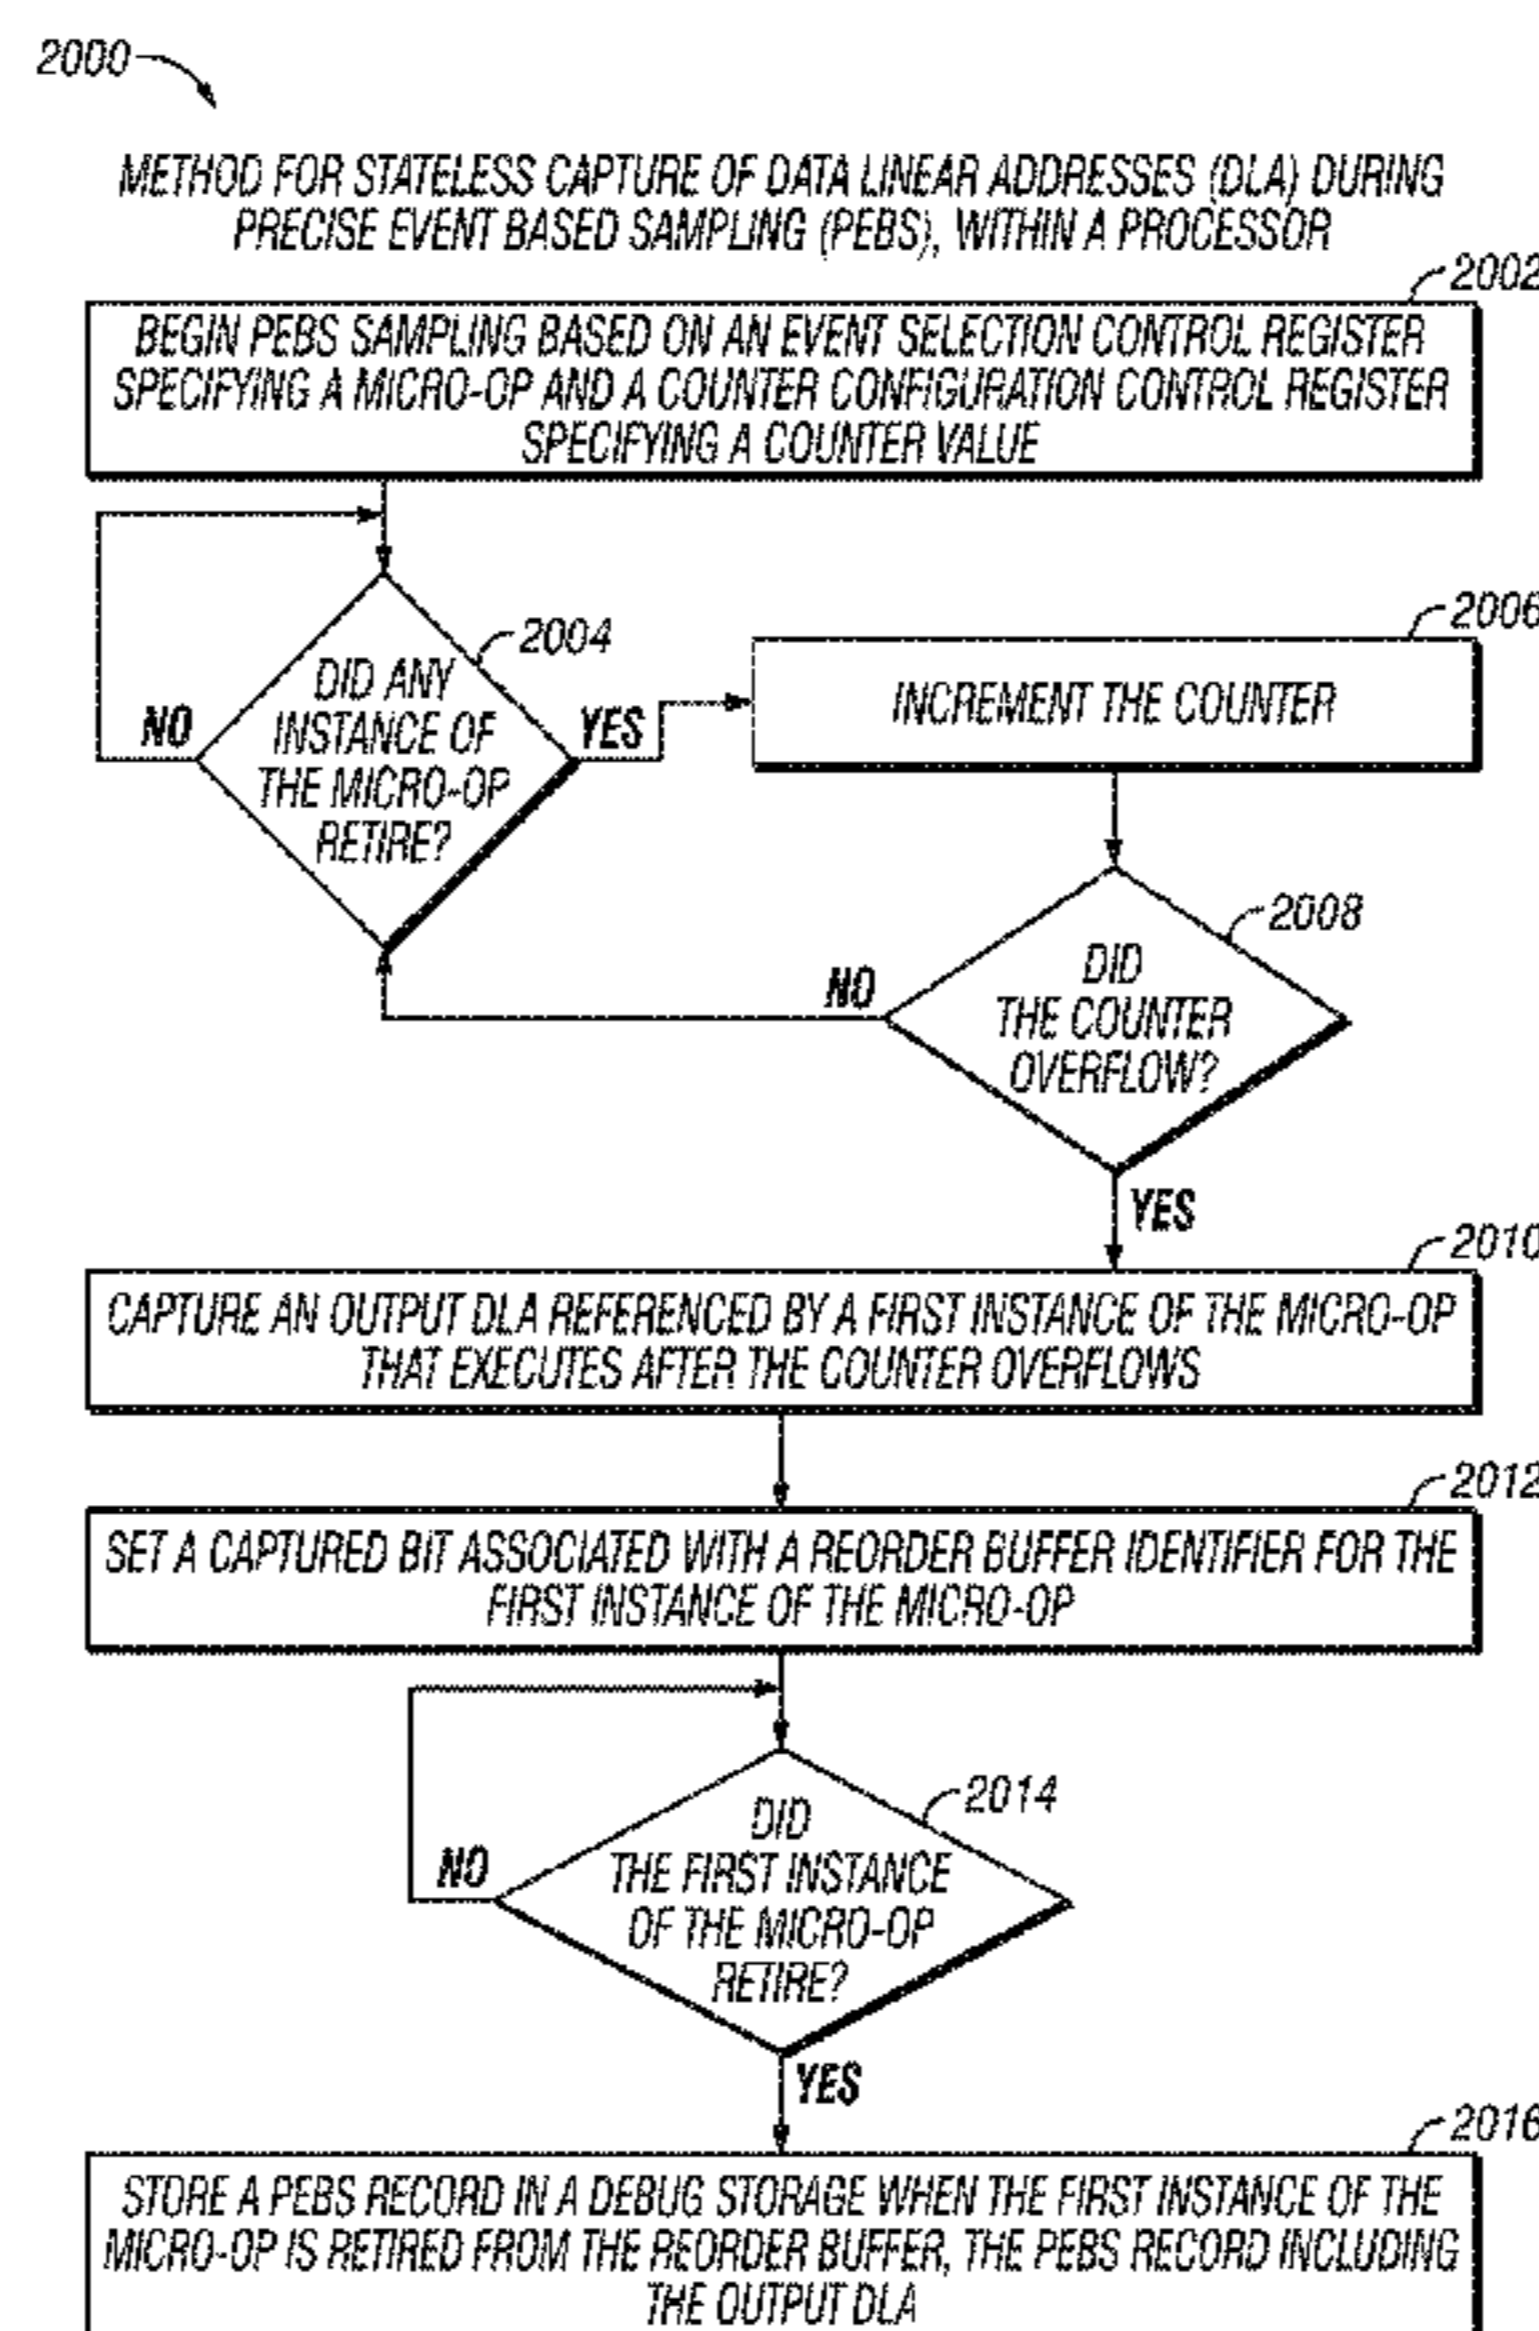 2000
METHOD FOR STATELESS CAPTURE OF DATA LINEAR ADDRESSES (DLA) DURING
PRECISE EVENT BASED SAMPLING (PEBS), WITHIN A PROCESSOR
2002
BEGIN PEBS SAMPLING BASED ON AN EVENT SELECTION CONTROL REGISTER
SPECIFYING A MICRO-OP AND A COUNTER CONFIGURATION CONTROL REGISTER
SPECIFYING A COUNTER VALUE
2004
DID ANY
INSTANCE OF
THE MICRO-OP
RETIRE?
NO
YES
2006
INCREMENT THE COUNTER
2008
DID
THE COUNTER
OVERFLOW?
NO
YES
2010
CAPTURE AN OUTPUT DLA REFERENCED BY A FIRST INSTANCE OF THE MICRO-OP
THAT EXECUTES AFTER THE COUNTER OVERFLOWS
2012
SET A CAPTURED BIT ASSOCIATED WITH A REORDER BUFFER IDENTIFIER FOR THE
FIRST INSTANCE OF THE MICRO-OP
2014
DID
THE FIRST INSTANCE
OF THE MICRO-OP
RETIRE?
NO
YES
2016
STORE A PEBS RECORD IN A DEBUG STORAGE WHEN THE FIRST INSTANCE OF THE
MICRO-OP IS RETIRED FROM THE REORDER BUFFER, THE PEBS RECORD INCLUDING
THE OUTPUT DLA